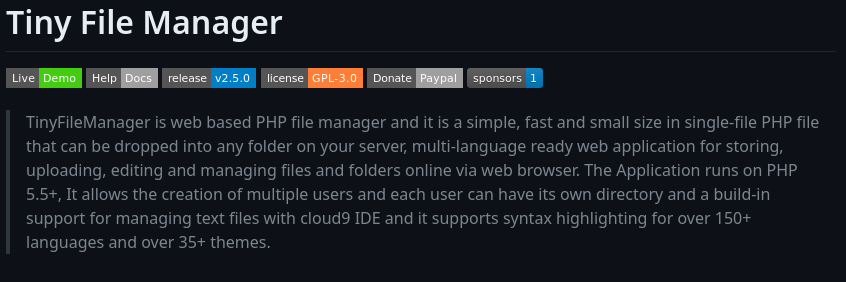 Tiny File Manager
Live Demo Help Docs release v2.5.0 license GPL-3.0 Donate Paypal sponsors 1
TinyFileManager is web based PHP file manager and it is a simple, fast and small size in single-file PHP file
that can be dropped into any folder on your server, multi-language ready web application for storing,
uploading, editing and managing files and folders online via web browser. The Application runs on PHP
5.5+, It allows the creation of multiple users and each user can have its own directory and a build-in
support for managing text files with cloud9 IDE and it supports syntax highlighting for over 150+
languages and over 35+ themes.